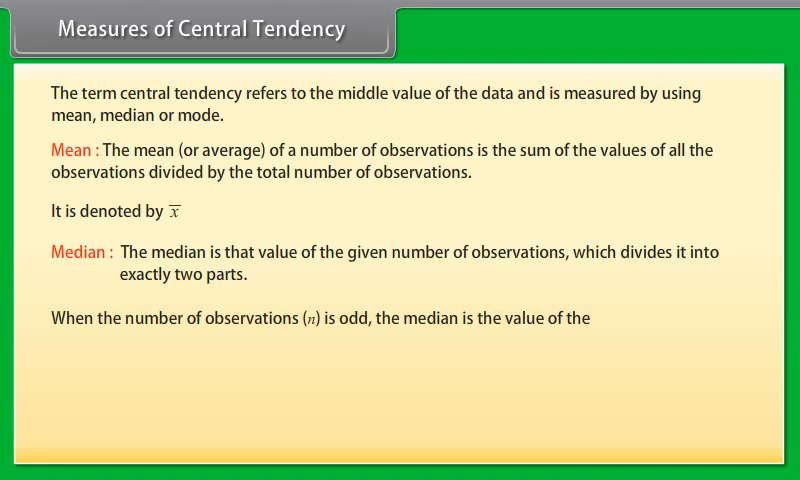 Measures of Central Tendency
The term central tendency refers to the middle value of the data and is measured by using
mean, median or mode.
Mean : The mean (or average) of a number of observations is the sum of the values of all the
observations divided by the total number of observations.
It is denoted by x̅
Median : The median is that value of the given number of observations, which divides it into
exactly two parts.
When the number of observations (n) is odd, the median is the value of the